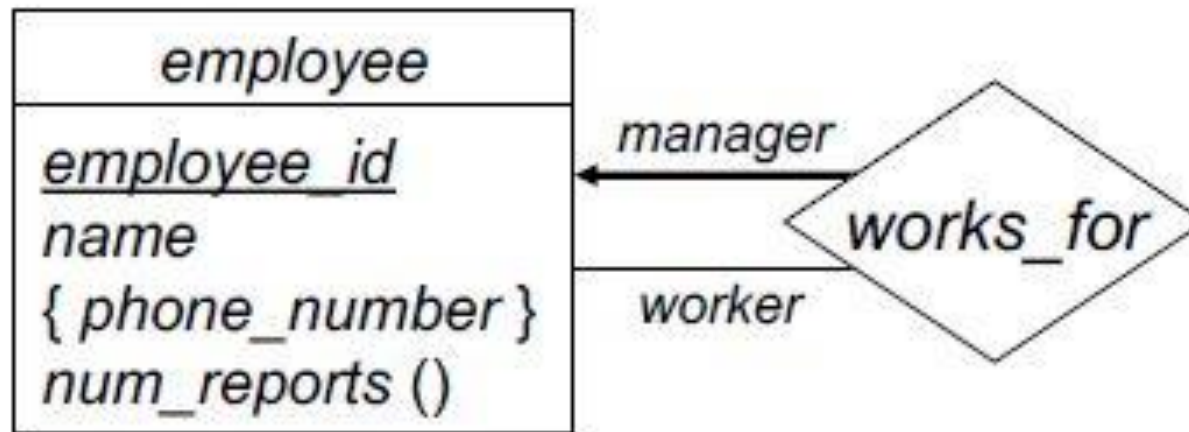 employee
employee_id
name
{ phone_number }
num_reports ()
manager
works_for
worker